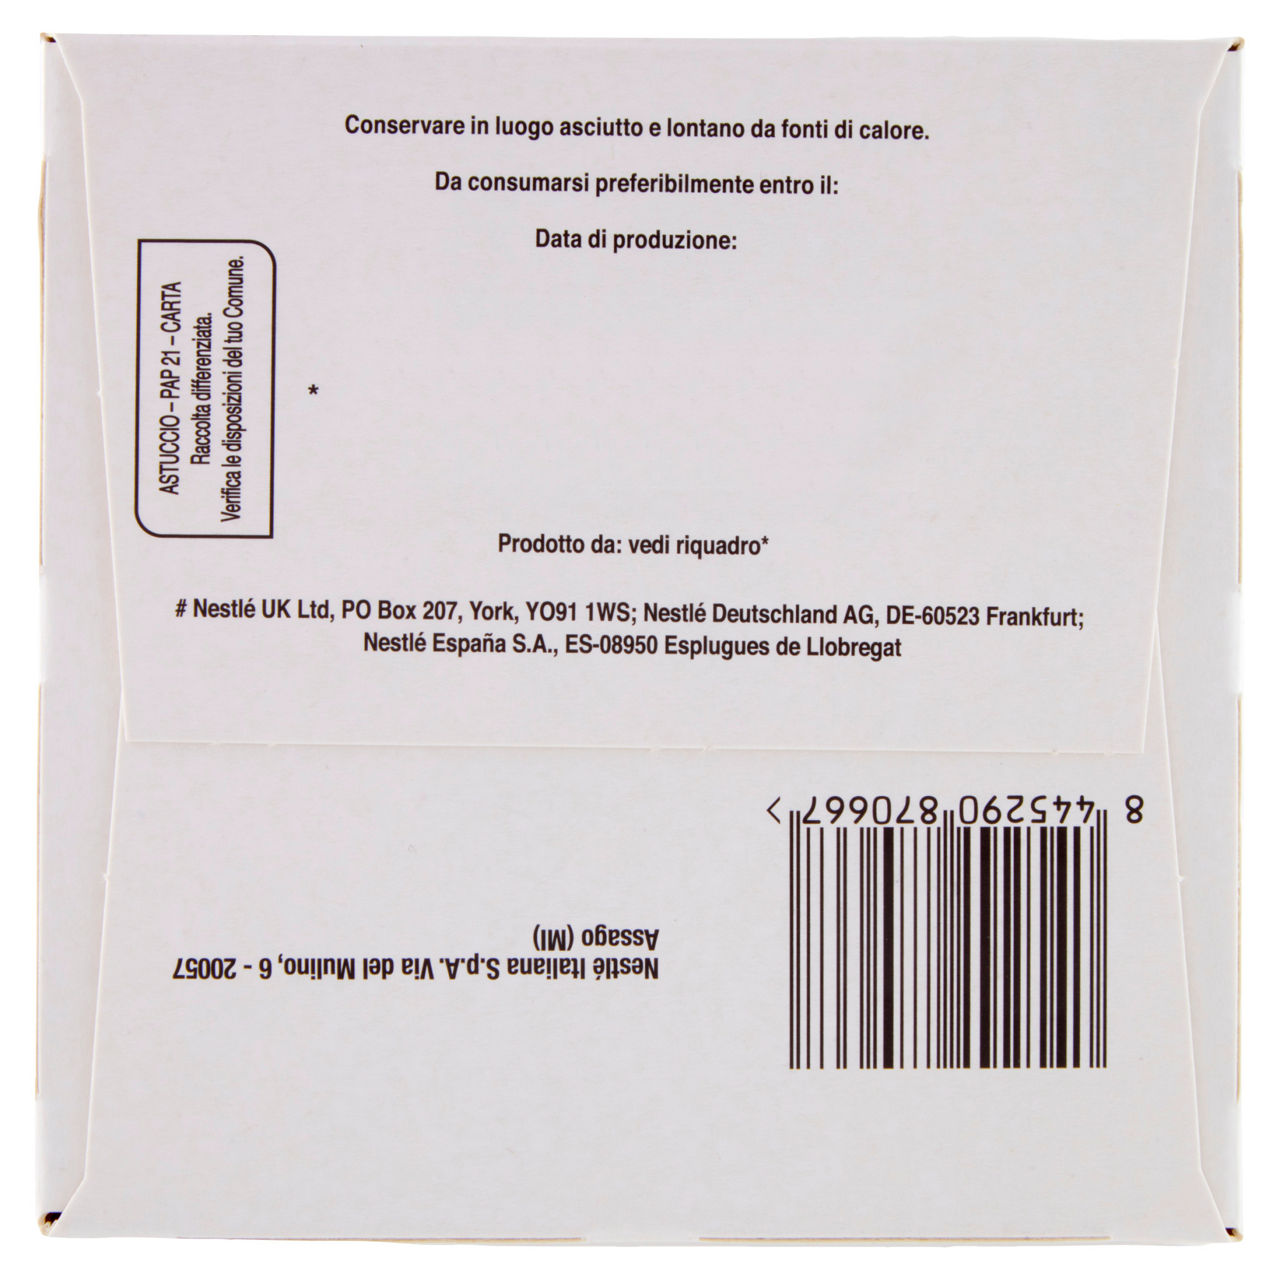 Conservare in luogo asciutto e lontano da fonti di calore.
Da consumarsi preferibilmente entro il:
Data di produzione:
ASTUCCIO – PAP 21 – CARTA
Raccolta differenziata.
Verifica le disposizioni del tuo Comune.
*
Prodotto da: vedi riquadro*
# Nestlé UK Ltd, PO Box 207, York, YO91 1WS; Nestlé Deutschland AG, DE-60523 Frankfurt;
Nestlé España S.A., ES-08950 Esplugues de Llobregat
8 445290 870667 >
Nestlé Italiana S.p.A. Via del Mulino, 6 - 20057
Assago (MI)